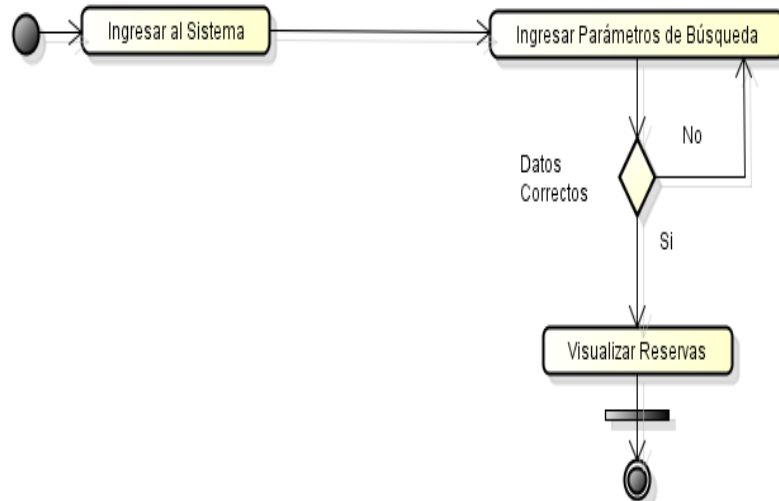 Ingresar al Sistema
Ingresar Parámetros de Búsqueda
No
Datos
Correctos
Si
Visualizar Reservas